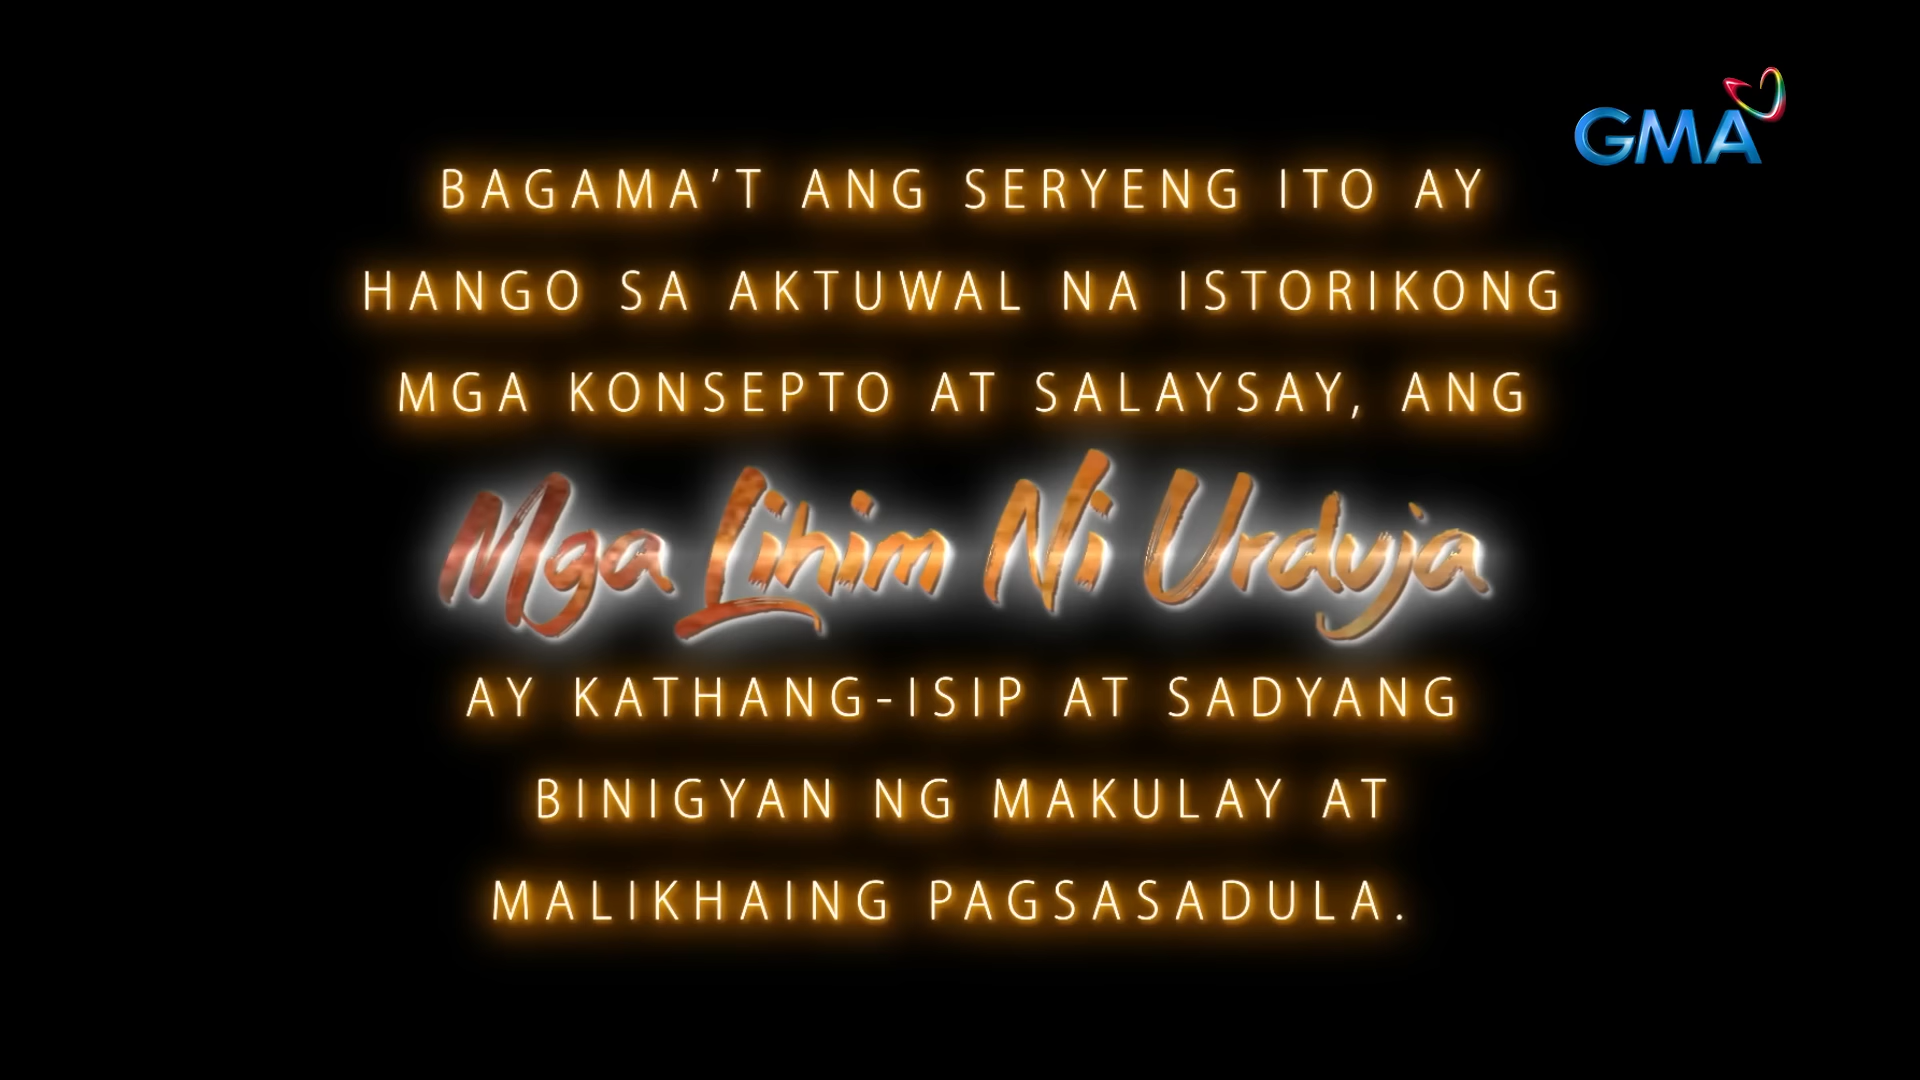 GMA
BAGAMA’T ANG SERYENG ITO AY
HANGO SA AKTUWAL NA ISTORIKONG
MGA KONSEPTO AT SALAYSAY, ANG
Mga Lihim Ni Urduja
AY KATHANG-ISIP AT SADYANG
BINIGYAN NG MAKULAY AT
MALIKHAING PAGSASADULA.